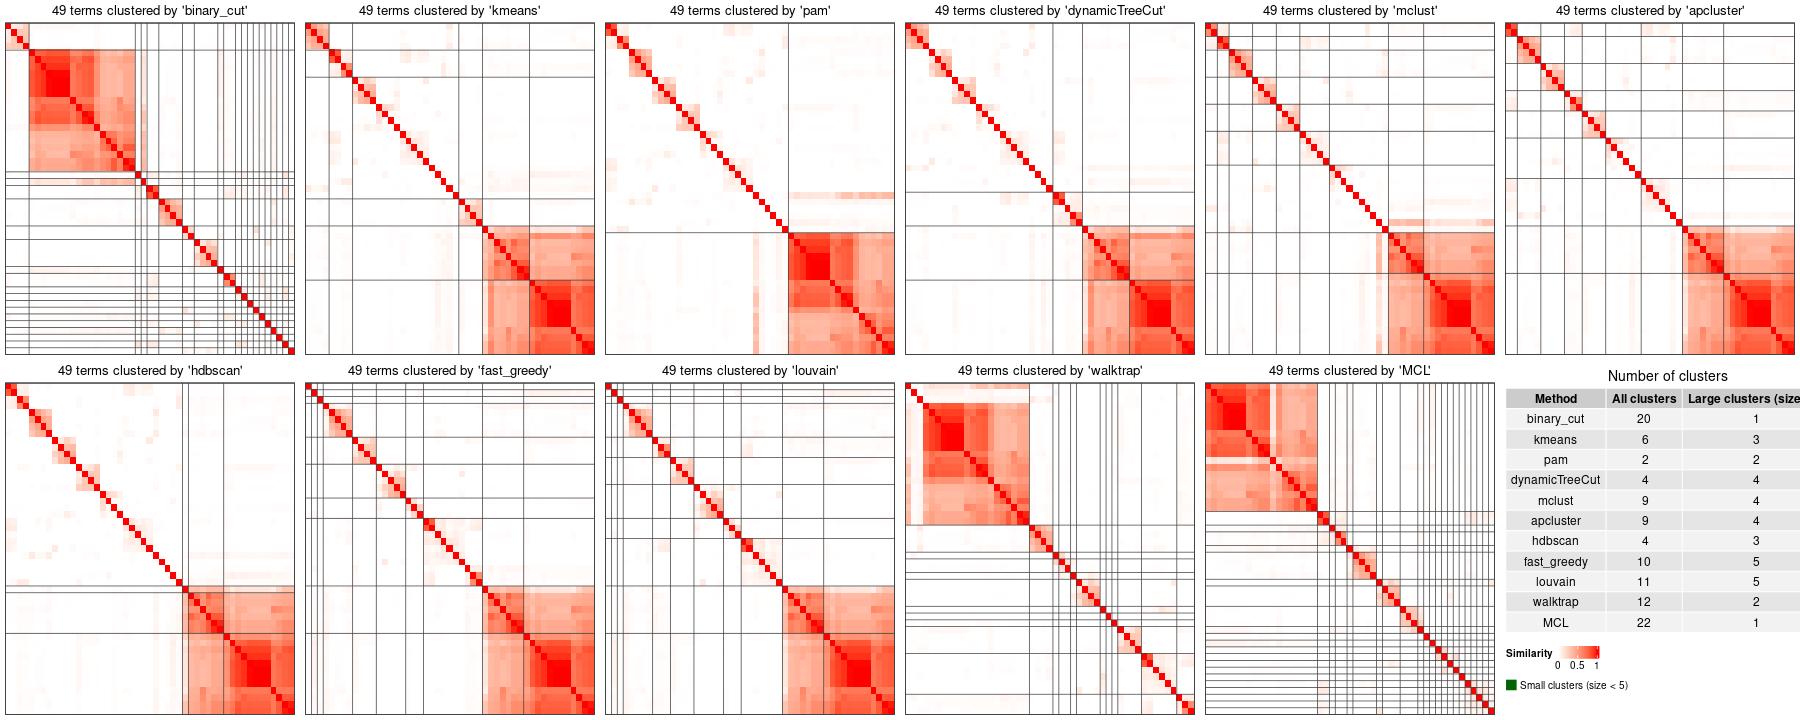 49 terms clustered by 'binary_cut'
49 terms clustered by 'kmeans'
49 terms clustered by 'pam'
49 terms clustered by 'dynamicTreeCut'
49 terms clustered by 'mclust'
49 terms clustered by 'apcluster'
49 terms clustered by 'hdbscan'
49 terms clustered by 'fast_greedy'
49 terms clustered by 'louvain'
49 terms clustered by 'walktrap'
49 terms clustered by 'MCL'
Number of clusters
Method All clusters Large clusters (size
binary_cut 20 1
kmeans 6 3
pam 2 2
dynamicTreeCut 4 4
mclust 9 4
apcluster 9 4
hdbscan 4 3
fast_greedy 10 5
louvain 11 5
walktrap 12 2
MCL 22 1
Similarity
0 0.5 1
Small clusters (size < 5)